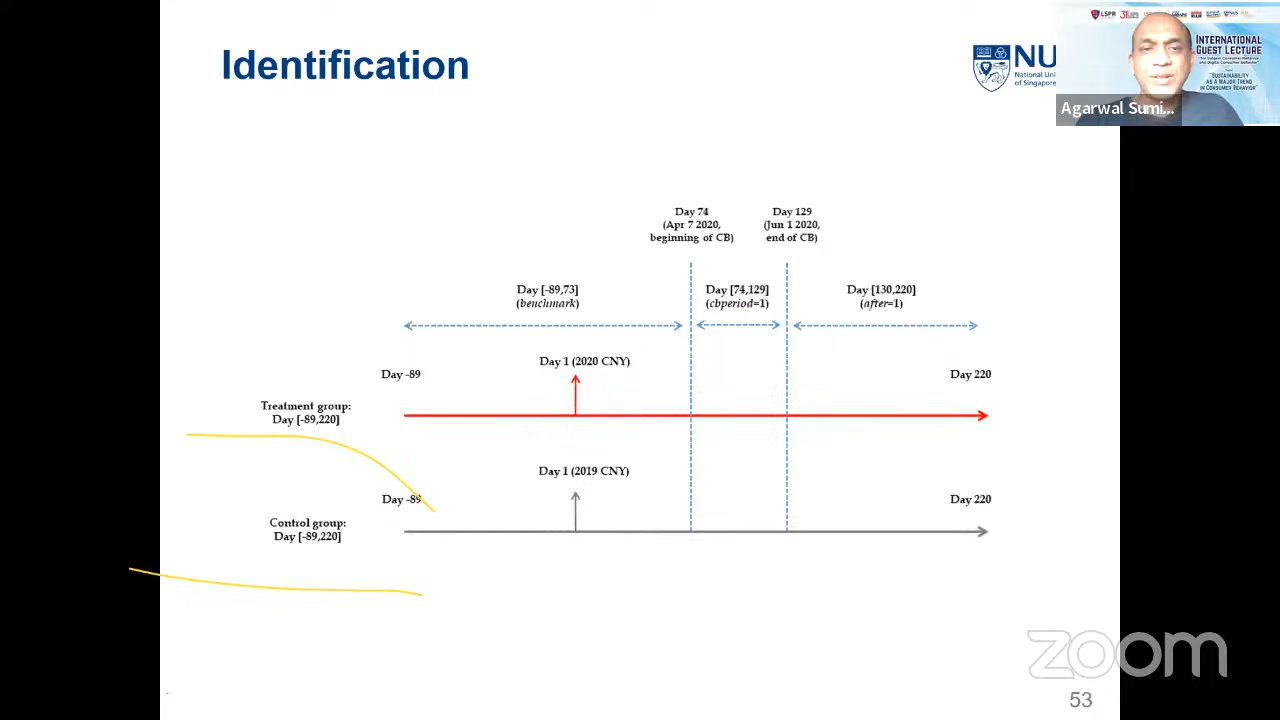 Identification
NU
National Uni
of Singapore
LSPR
INTERNATIONAL
GUEST LECTURE
"SUSTAINABILITY
AS A MAJOR TREND
IN CONSUMER BEHAVIOR"
Agarwal Sumi...
Day 74
(Apr 7 2020,
beginning of CB)
Day 129
(Jun 1 2020,
end of CB)
Day [-89,73]
(benchmark)
Day [74,129]
(cbperiod=1)
Day [130,220]
(after=1)
Day 1 (2020 CNY)
Day -89
Day 220
Treatment group:
Day [-89,220]
Day 1 (2019 CNY)
Day -89
Day 220
Control group:
Day [-89,220]
zoom
53